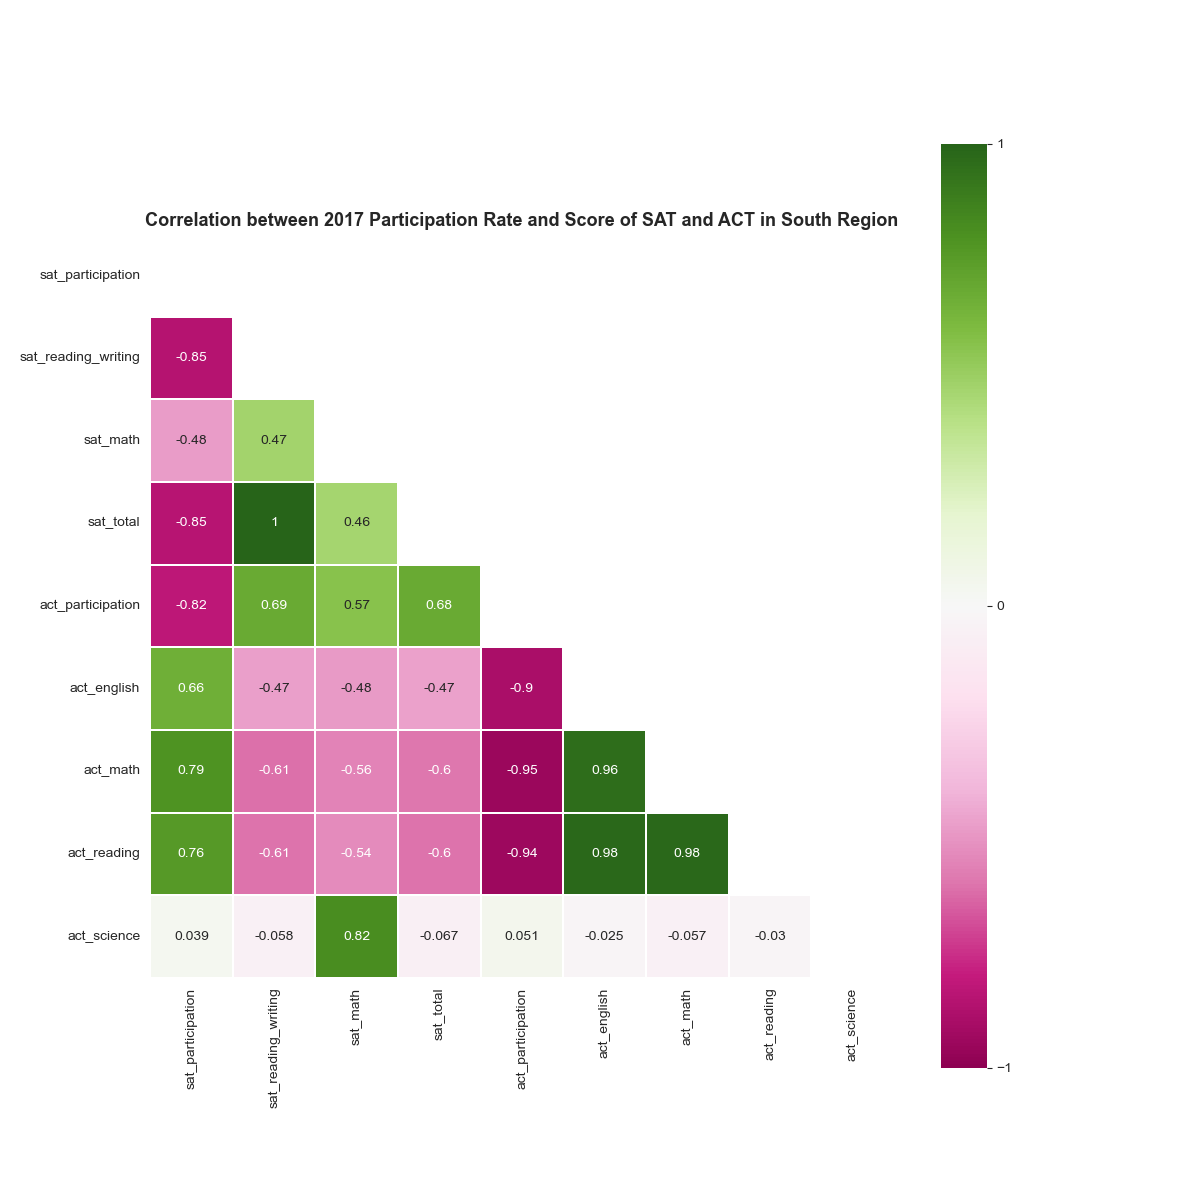 Correlation between 2017 Participation Rate and Score of SAT and ACT in South Region
1
0
−1
sat_participation
sat_reading_writing -0.85
sat_math -0.48 0.47
sat_total -0.85 1 0.46
act_participation -0.82 0.69 0.57 0.68
act_english 0.66 -0.47 -0.48 -0.47 -0.9
act_math 0.79 -0.61 -0.56 -0.6 -0.95 0.96
act_reading 0.76 -0.61 -0.54 -0.6 -0.94 0.98 0.98
act_science 0.039 -0.058 0.82 -0.067 0.051 -0.025 -0.057 -0.03
sat_participation
sat_reading_writing
sat_math
sat_total
act_participation
act_english
act_math
act_reading
act_science